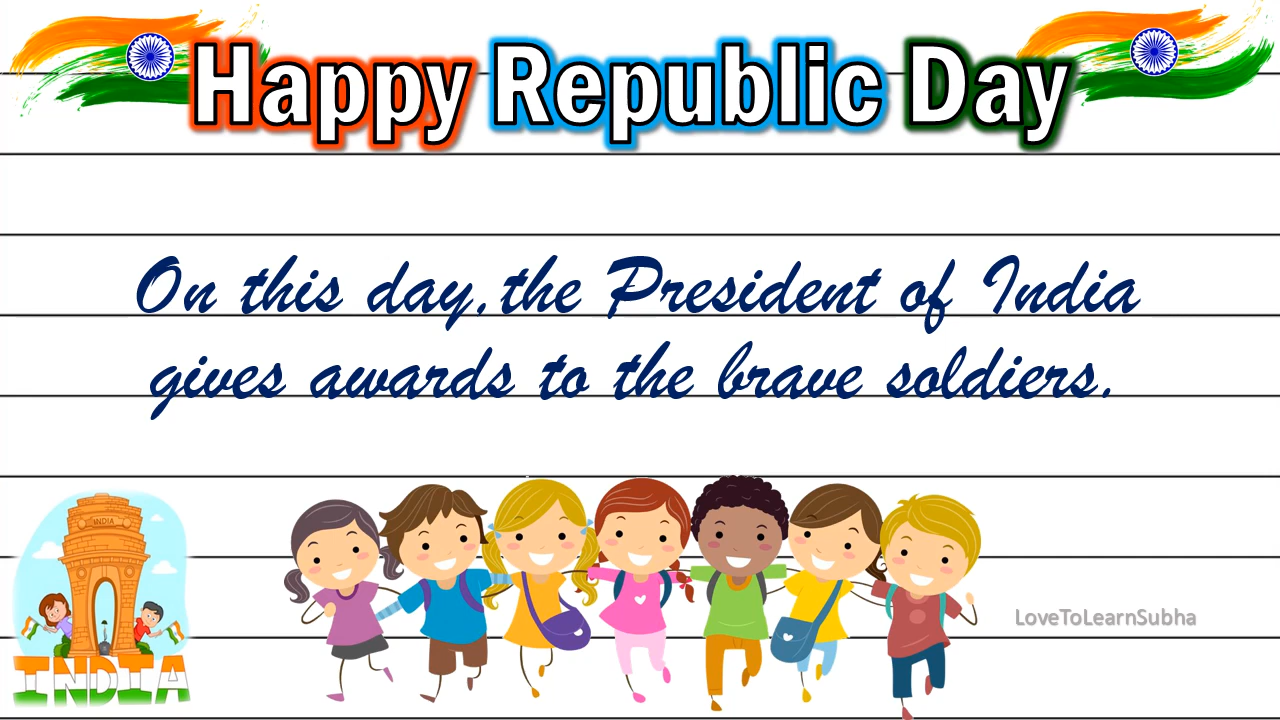 Happy Republic Day
On this day,the President of India
gives awards to the brave soldiers.
INDIA
LoveToLearnSubha
INDIA